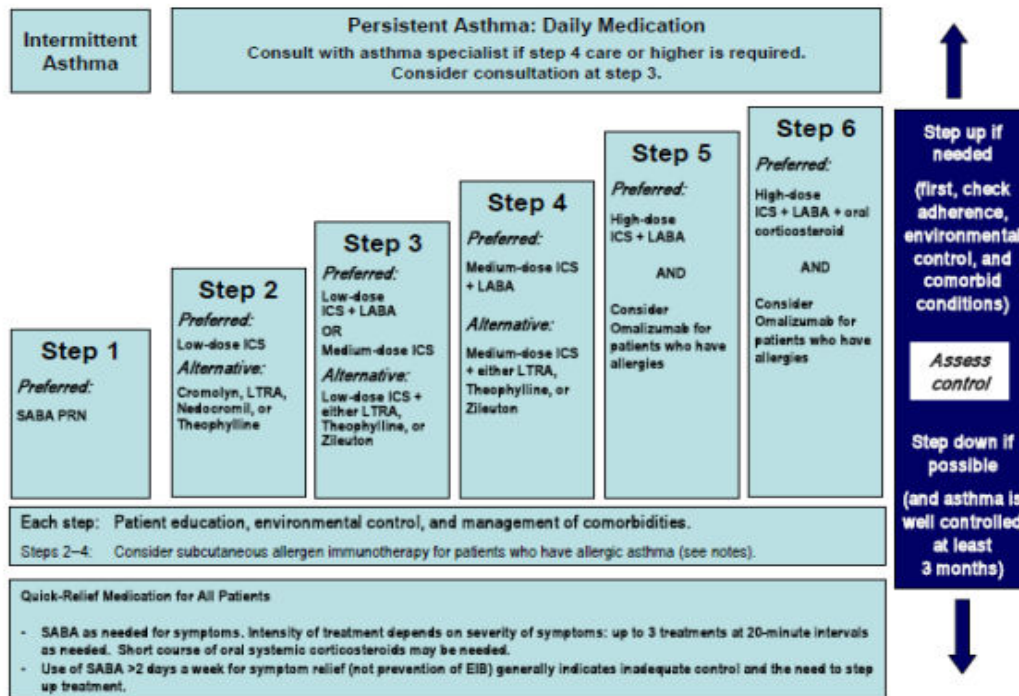 Intermittent
Asthma
Persistent Asthma: Daily Medication
Consult with asthma specialist if step 4 care or higher is required.
Consider consultation at step 3.
Step 1
Preferred:
SABA PRN
Step 2
Preferred:
Low-dose ICS
Alternative:
Cromolyn, LTRA,
Nedocromil, or
Theophylline
Step 3
Preferred:
Low-dose
ICS + LABA
OR
Medium-dose ICS
Alternative:
Low-dose ICS +
either LTRA,
Theophylline, or
Zileuton
Step 4
Preferred:
Medium-dose ICS
+ LABA
Alternative:
Medium-dose ICS
+ either LTRA,
Theophylline, or
Zileuton
Step 5
Preferred:
High-dose
ICS + LABA
AND
Consider
Omalizumab for
patients who have
allergies
Step 6
Preferred:
High-dose
ICS + LABA + oral
corticosteroid
AND
Consider
Omalizumab for
patients who have
allergies
Step up if
needed
(first, check
adherence,
environmental
control, and
comorbid
conditions)
Assess
control
Step down if
possible
(and asthma is
well controlled
at least
3 months)
Each step: Patient education, environmental control, and management of comorbidities.
Steps 2–4: Consider subcutaneous allergen immunotherapy for patients who have allergic asthma (see notes).
Quick-Relief Medication for All Patients
- SABA as needed for symptoms. Intensity of treatment depends on severity of symptoms: up to 3 treatments at 20-minute intervals
as needed. Short course of oral systemic corticosteroids may be needed.
- Use of SABA >2 days a week for symptom relief (not prevention of EIB) generally indicates inadequate control and the need to step
up treatment.